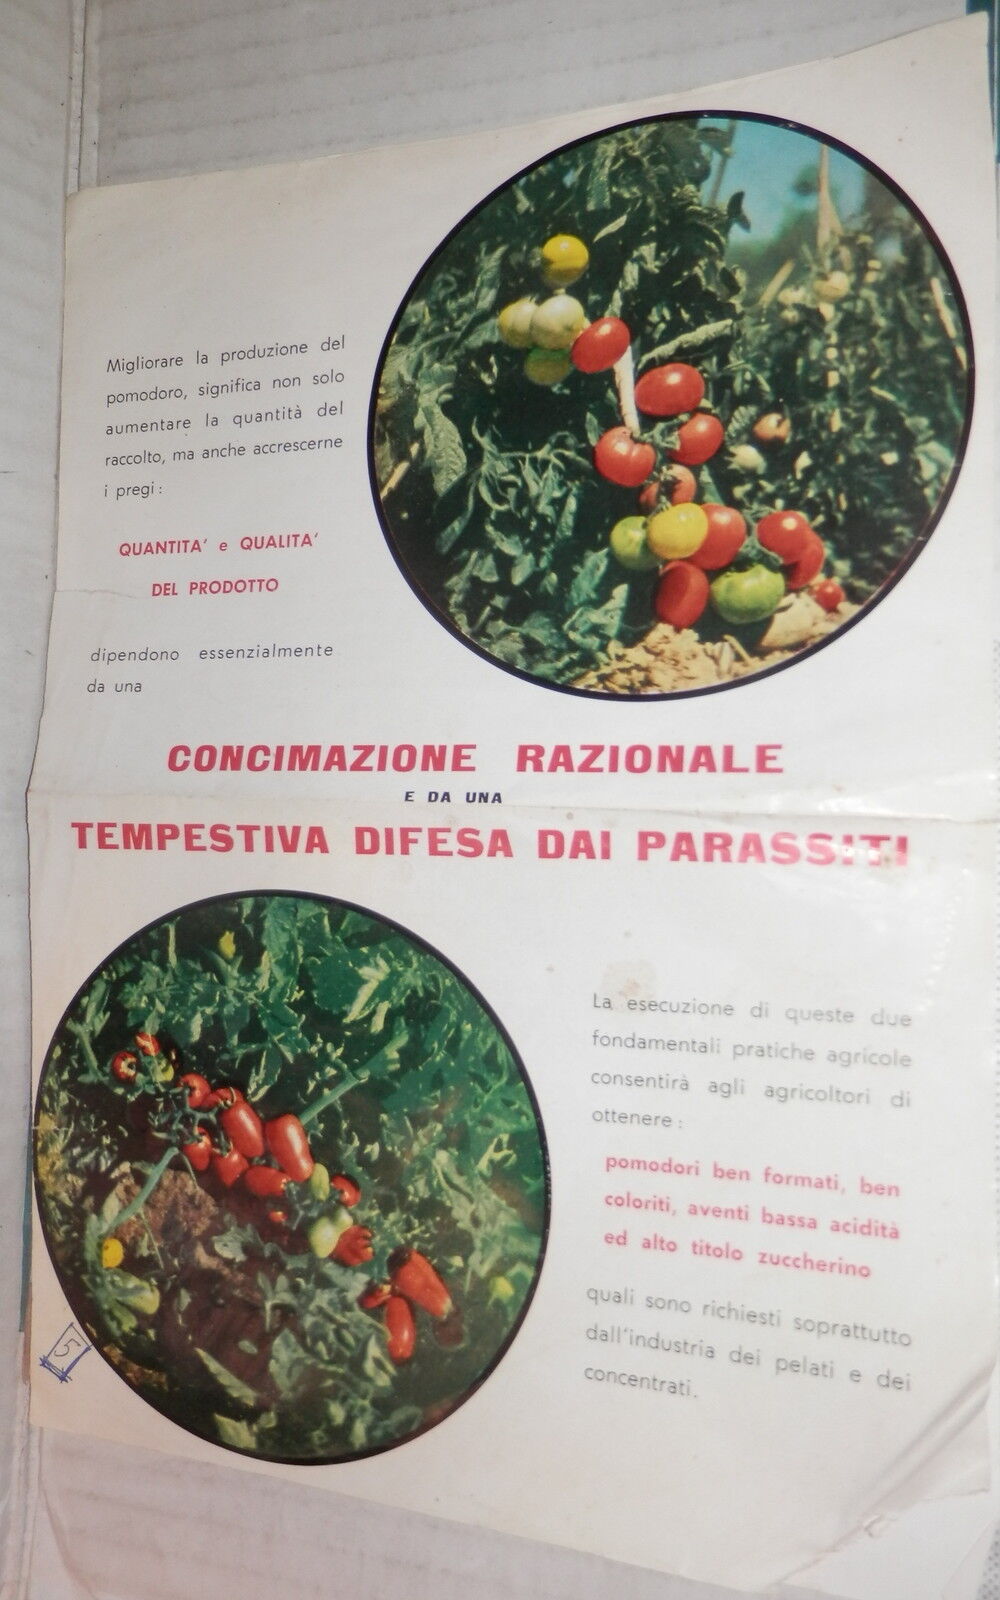 Migliorare la produzione del
pomodoro, significa non solo
aumentare la quantità del
raccolto, ma anche accrescerne
i pregi:
QUANTITA' e QUALITA'
DEL PRODOTTO
dipendono essenzialmente
da una
CONCIMAZIONE RAZIONALE
E DA UNA
TEMPESTIVA DIFESA DAI PARASSITI
La esecuzione di queste due
fondamentali pratiche agricole
consentirà agli agricoltori di
ottenere:
pomodori ben formati, ben
coloriti, aventi bassa acidità
ed alto titolo zuccherino
quali sono richiesti soprattutto
dall'industria dei pelati e dei
concentrati.
5